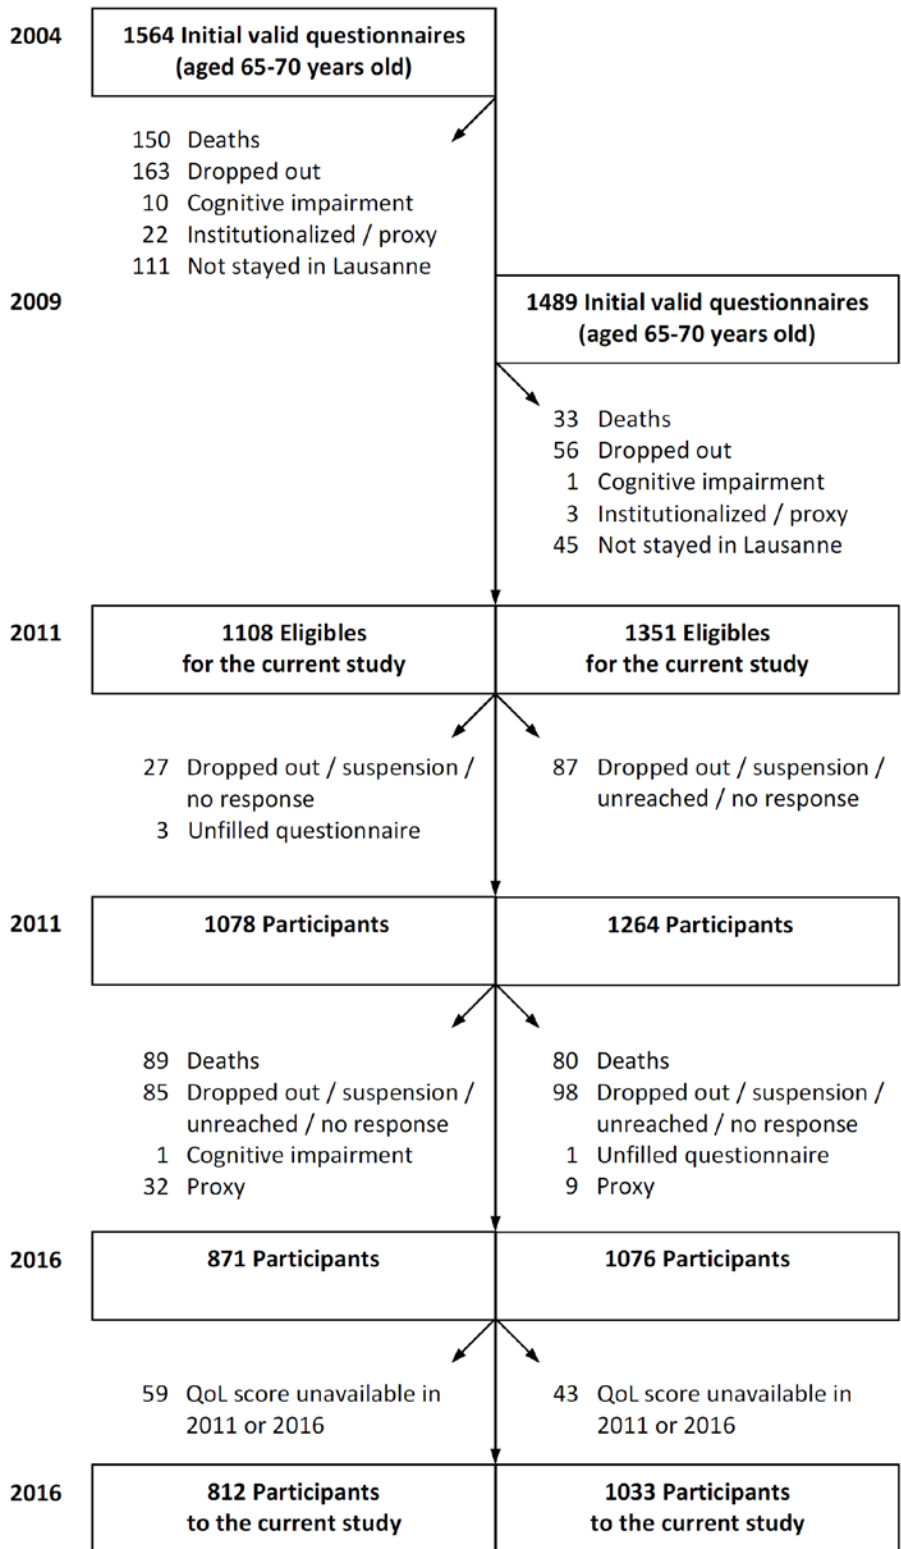 2004
1564 Initial valid questionnaires
(aged 65-70 years old)
150 Deaths
163 Dropped out
10 Cognitive impairment
22 Institutionalized / proxy
111 Not stayed in Lausanne
2009
1489 Initial valid questionnaires
(aged 65-70 years old)
33 Deaths
56 Dropped out
1 Cognitive impairment
3 Institutionalized / proxy
45 Not stayed in Lausanne
2011
1108 Eligibles
for the current study
1351 Eligibles
for the current study
27 Dropped out / suspension /
no response
3 Unfilled questionnaire
87 Dropped out / suspension /
unreached / no response
2011
1078 Participants
1264 Participants
89 Deaths
85 Dropped out / suspension /
unreached / no response
1 Cognitive impairment
32 Proxy
80 Deaths
98 Dropped out / suspension /
unreached / no response
1 Unfilled questionnaire
9 Proxy
2016
871 Participants
1076 Participants
59 QoL score unavailable in
2011 or 2016
43 QoL score unavailable in
2011 or 2016
2016
812 Participants
to the current study
1033 Participants
to the current study